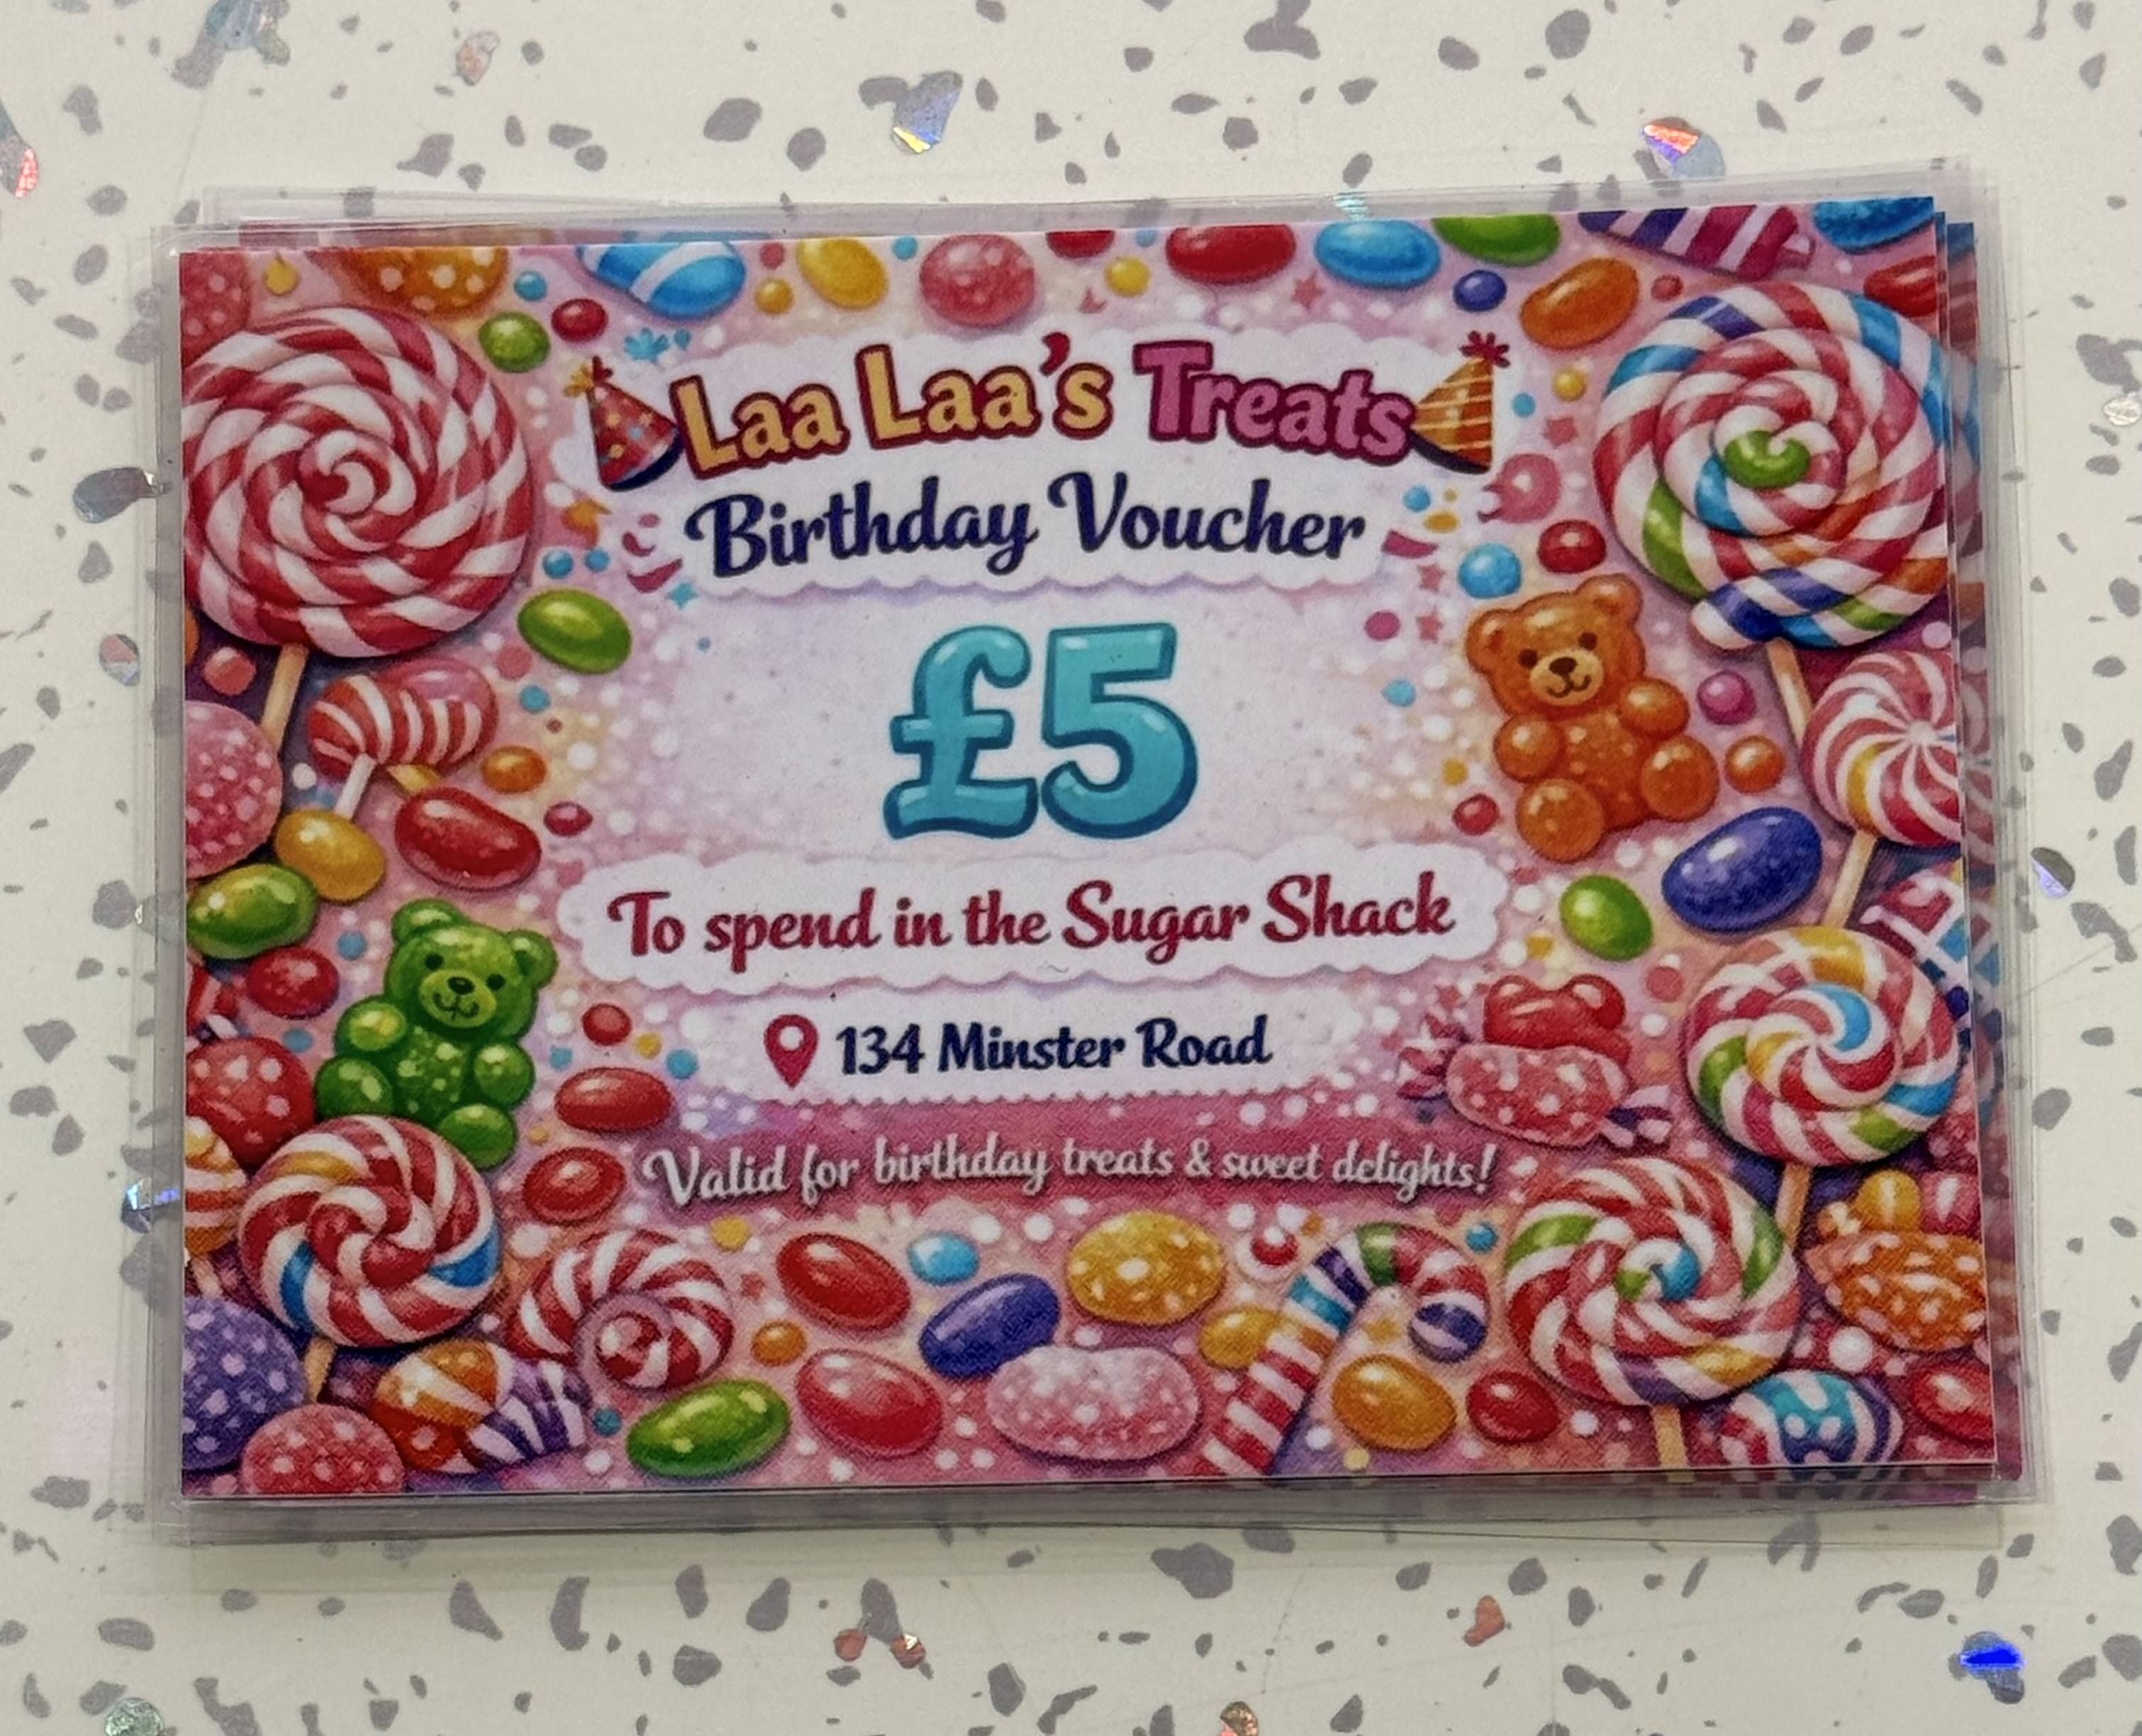 Laa Laa's Treats
Birthday Voucher
£5
To spend in the Sugar Shack
134 Minster Road
Valid for birthday treats & sweet delights!